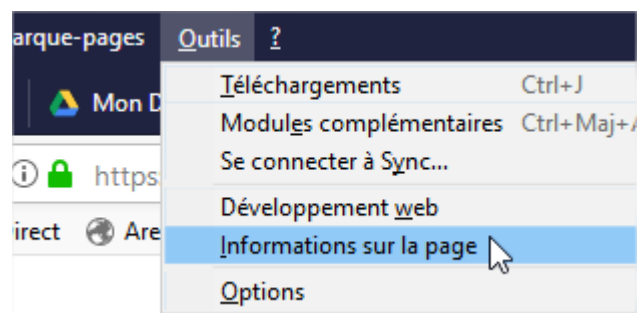 arque-pages Outils ?
Téléchargements Ctrl+J
Mon D
Modules complémentaires Ctrl+Maj+A
https
Se connecter à Sync...
Développement web
irect Are
Informations sur la page
Options